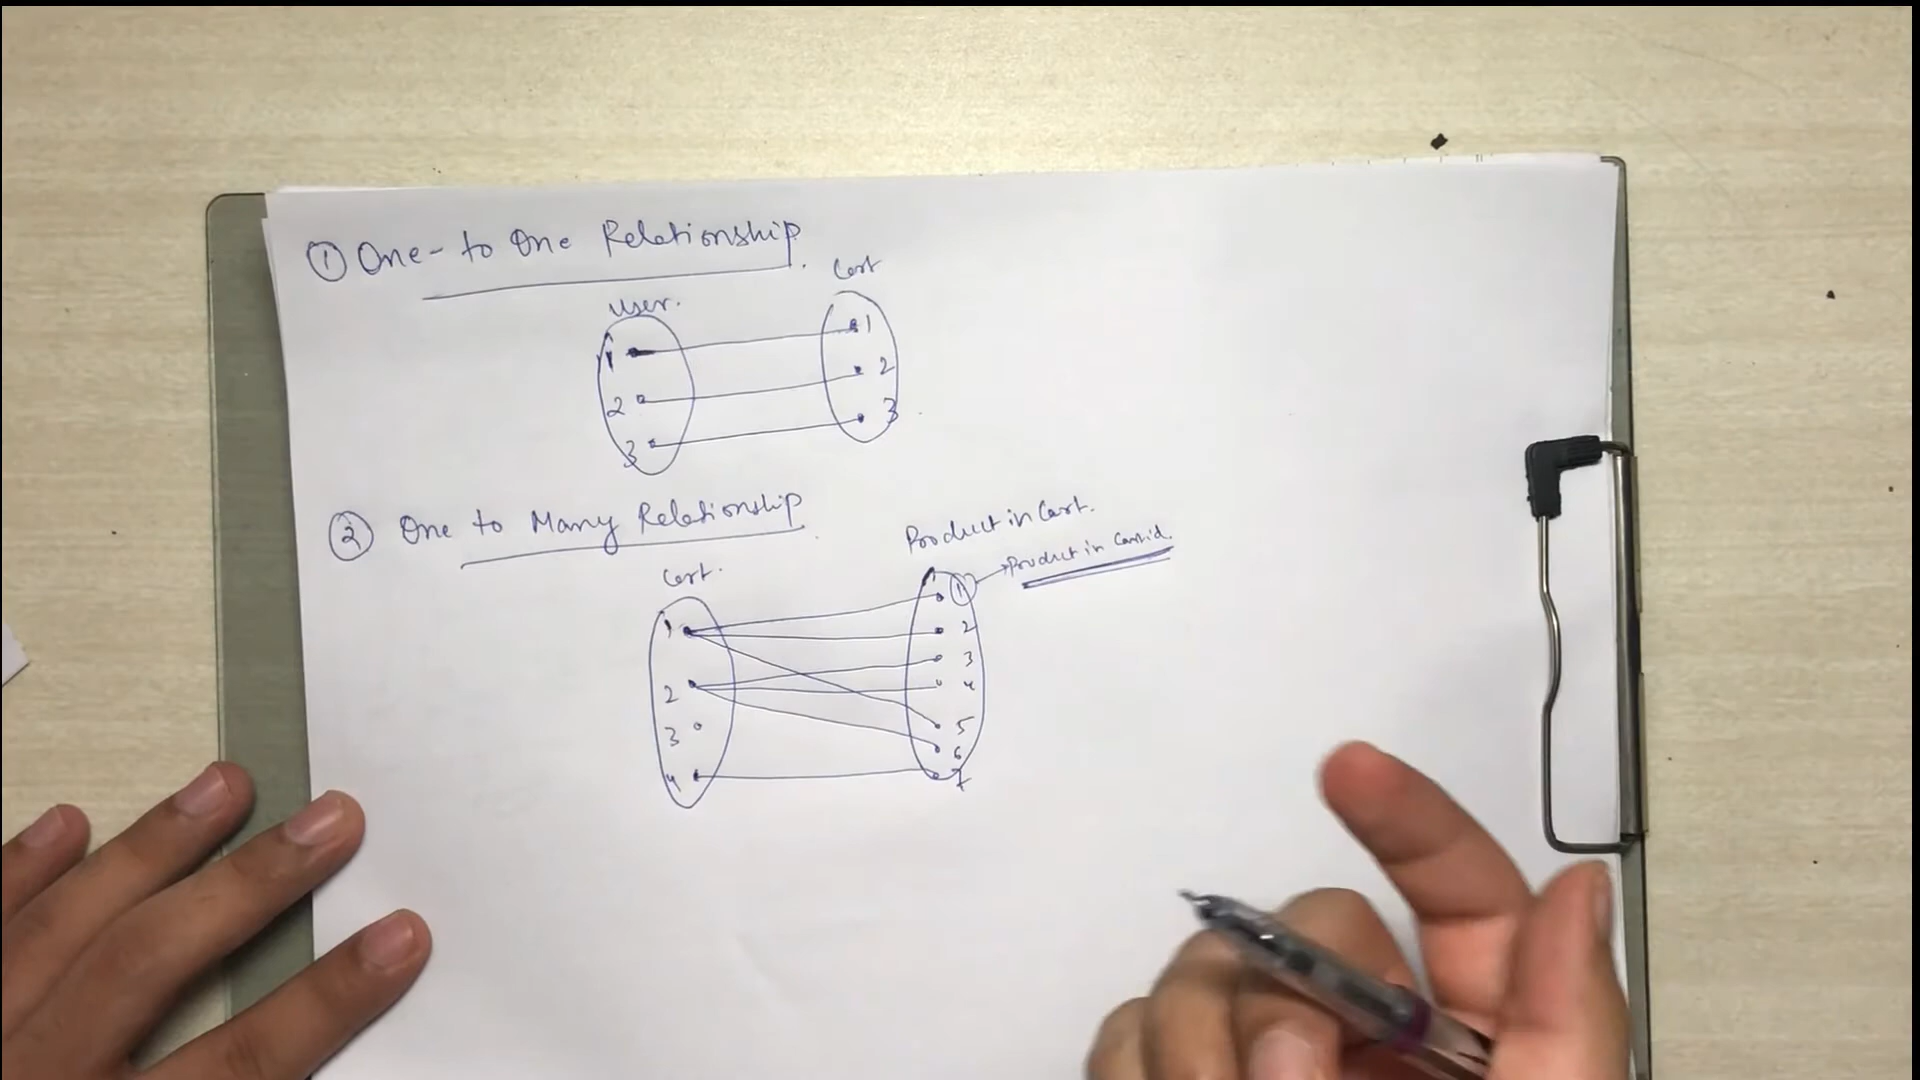 ① One-to One Relationship.
Cart
User.
1
2
3
1
2
3
② One to Many Relationship.
Product in Cart.
Product in Cart id.
Cart.
1
2
3
4
1
2
3
4
5
6
7